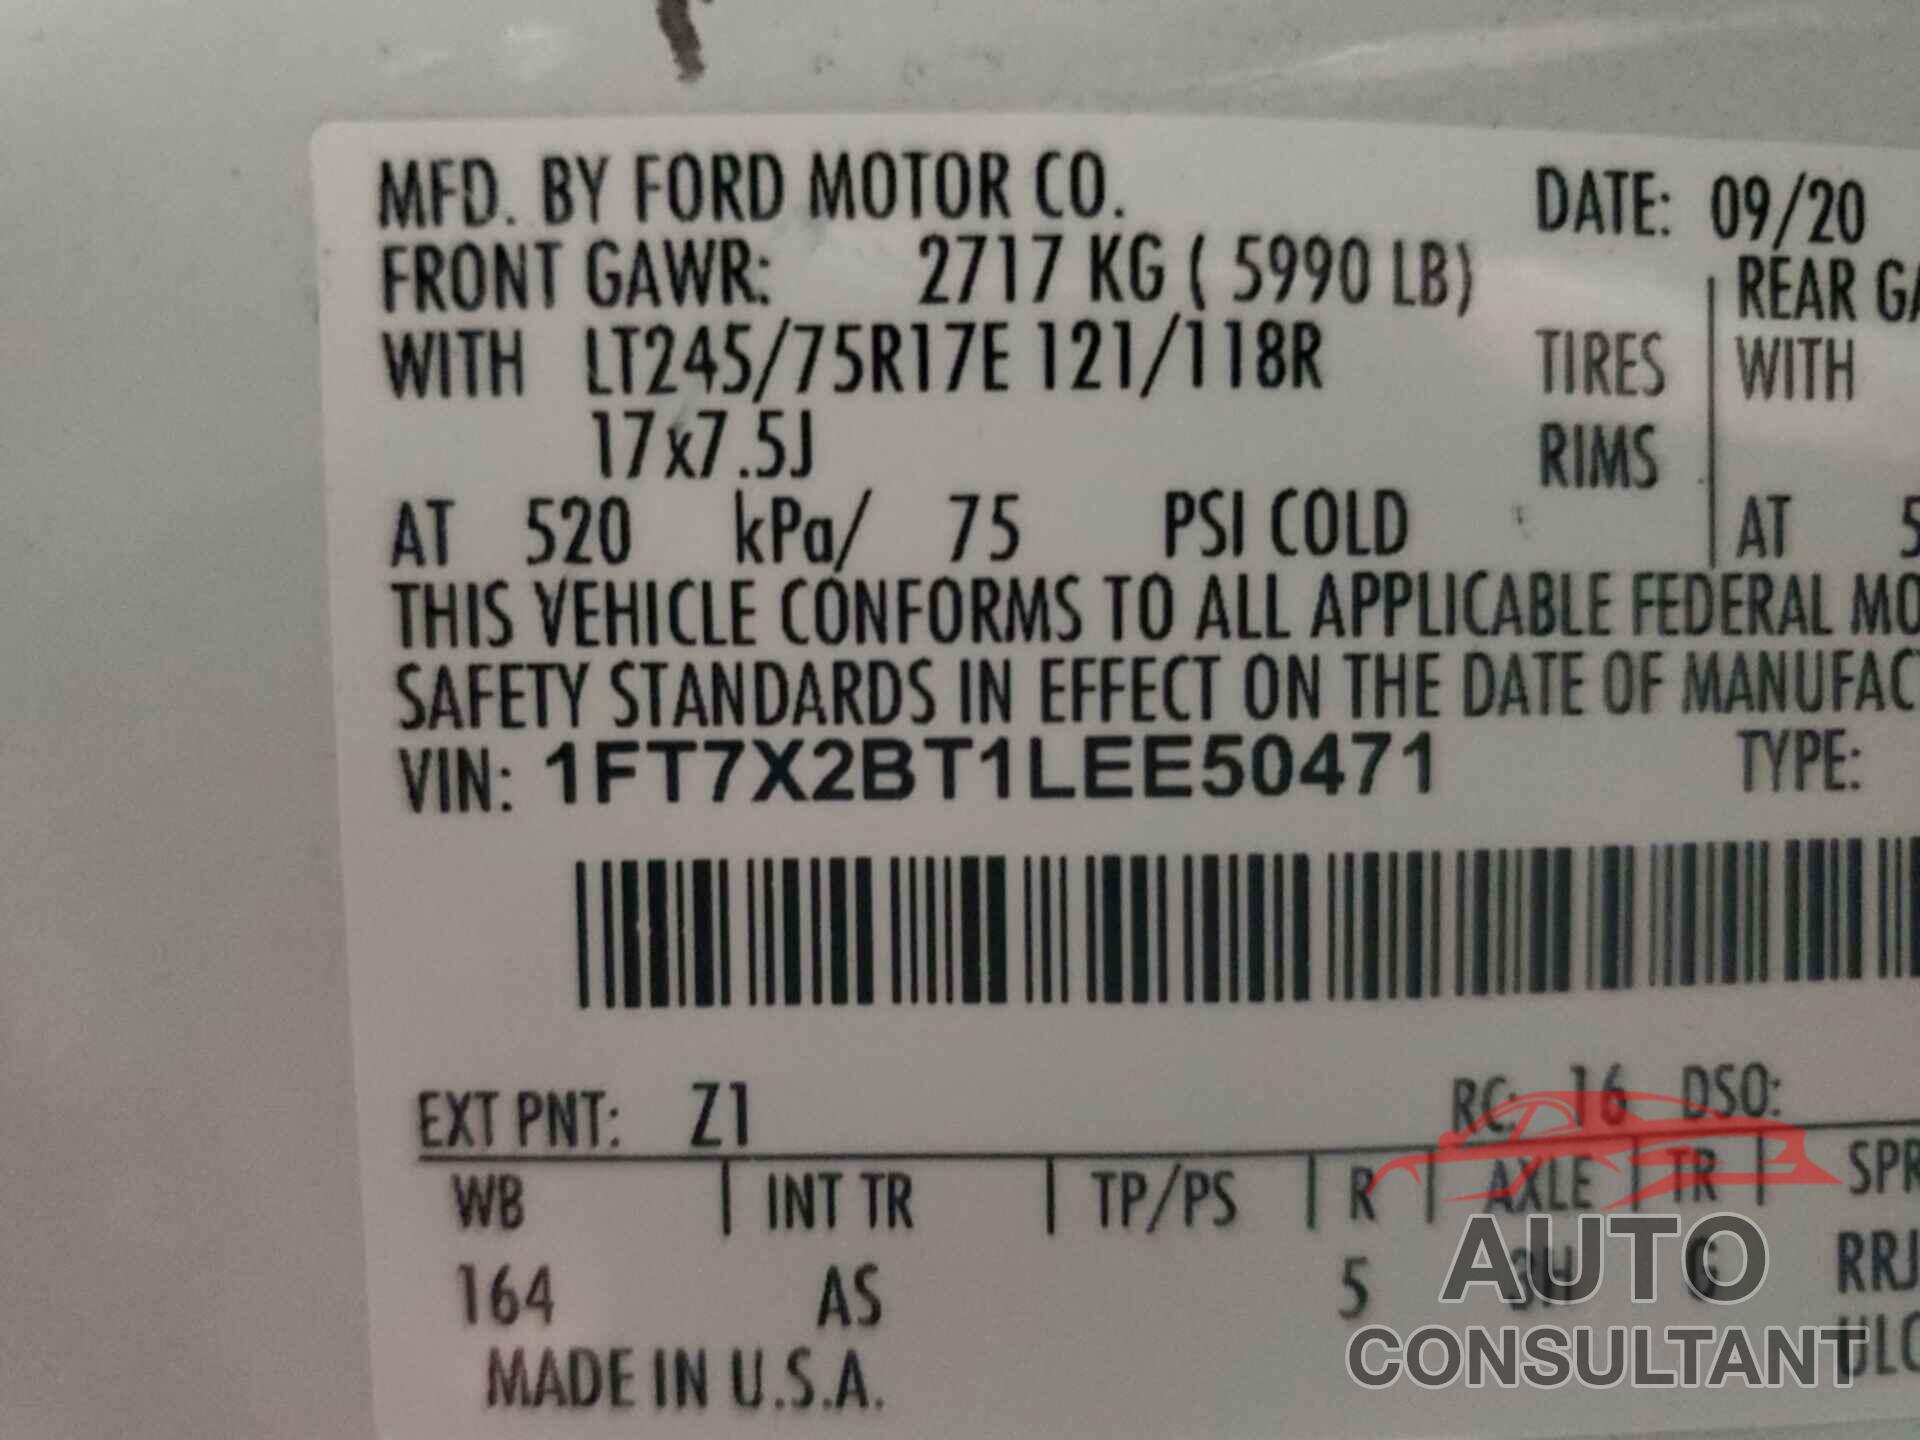 MFD. BY FORD MOTOR CO. DATE: 09/20
FRONT GAWR: 2717 KG ( 5990 LB) REAR
WITH LT245/75R17E 121/118R TIRES WITH
17x7.5J RIMS
AT 520 kPa/ 75 PSI COLD AT 5
THIS VEHICLE CONFORMS TO ALL APPLICABLE FEDERAL
SAFETY STANDARDS IN EFFECT ON THE DATE OF
VIN: 1FT7X2BT1LEE50471 TYPE:
EXT PNT: Z1 RC: 16 DSO:
WB | INT TR | TP/PS | R | AXLE | TR | SPR
164 AS 5 3H G RRJ
MADE IN U.S.A. ULC
AUTO
CONSULTANT